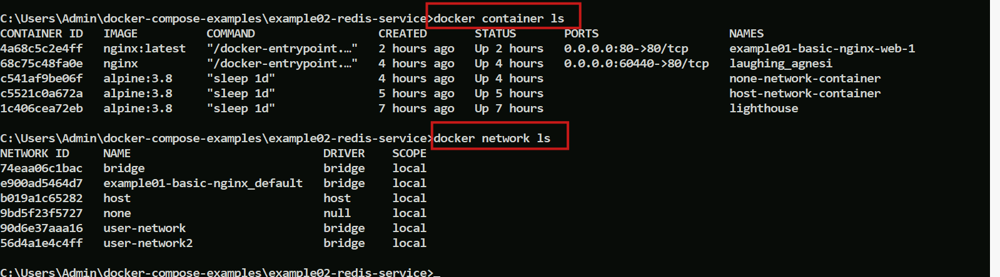 C:\Users\Admin\docker-compose-examples\example02-redis-service>docker container ls
CONTAINER ID   IMAGE          COMMAND                  CREATED       STATUS       PORTS                   NAMES
4a68c5c2e4ff   nginx:latest   "/docker-entrypoint.…"   2 hours ago   Up 2 hours   0.0.0.0:80->80/tcp      example01-basic-nginx-web-1
68c75c48fa0e   nginx          "/docker-entrypoint.…"   4 hours ago   Up 4 hours   0.0.0.0:60440->80/tcp   laughing_agnesi
c541af9be06f   alpine:3.8     "sleep 1d"               4 hours ago   Up 4 hours                           none-network-container
c5521c0a672a   alpine:3.8     "sleep 1d"               5 hours ago   Up 5 hours                           host-network-container
1c406cea72eb   alpine:3.8     "sleep 1d"               7 hours ago   Up 7 hours                           lighthouse
C:\Users\Admin\docker-compose-examples\example02-redis-service>docker network ls
NETWORK ID     NAME                            DRIVER    SCOPE
74eaa06c1bac   bridge                          bridge    local
e900ad5464d7   example01-basic-nginx_default   bridge    local
b019a1c65282   host                            host      local
9bd5f23f5727   none                            null      local
90d6e37aaa16   user-network                    bridge    local
56d4a1e4c4ff   user-network2                   bridge    local
C:\Users\Admin\docker-compose-examples\example02-redis-service>_